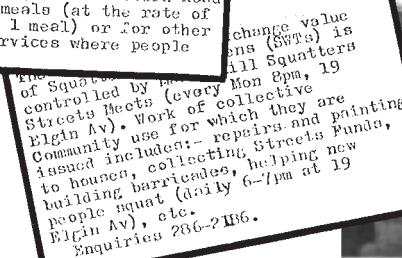 meals (at the rate of
1 meal) or for other
rvices where people
change value
ens (SWTs) is
of Squat
ill Squatters
controlled by
Streets Meets (every Mon 8pm, 19
Elgin Av). Work of collective
Community use for which they are
issued includes:- repairs and painting
to houses, collecting Streets Funds,
building barricades, helping new
people squat (daily 6-7pm at 19
Elgin Av), etc.
Enquiries 286-2186.